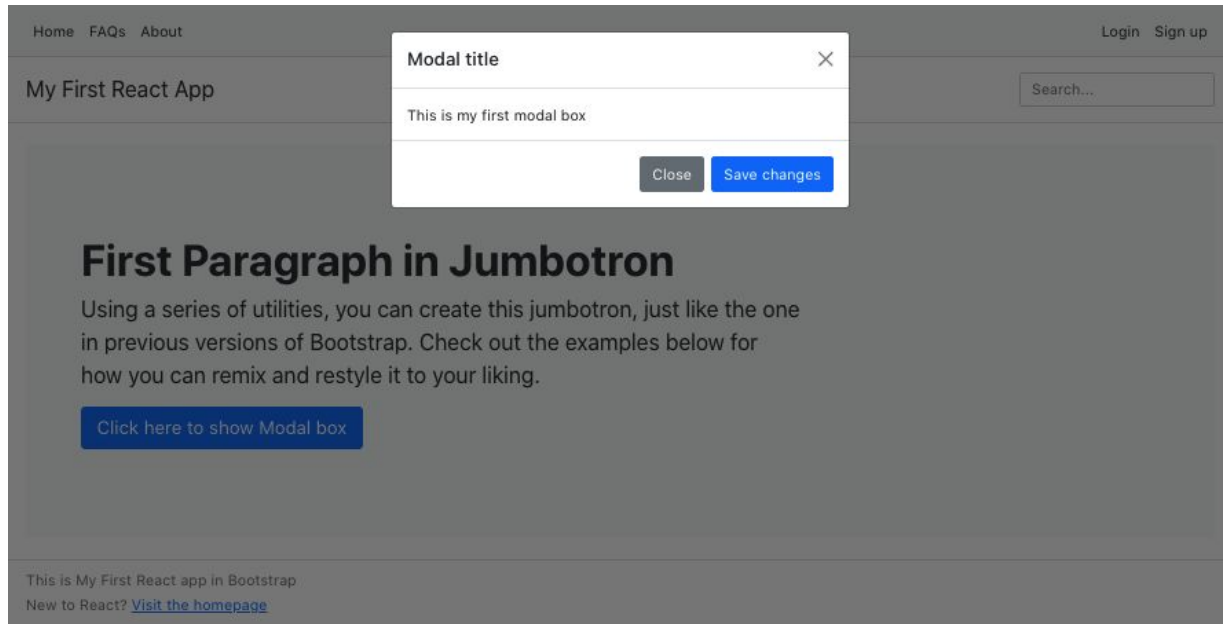 Home FAQs About
Login Sign up
My First React App
Search...
Modal title
This is my first modal box
Close Save changes
First Paragraph in Jumbotron
Using a series of utilities, you can create this jumbotron, just like the one
in previous versions of Bootstrap. Check out the examples below for
how you can remix and restyle it to your liking.
Click here to show Modal box
This is My First React app in Bootstrap
New to React? Visit the homepage